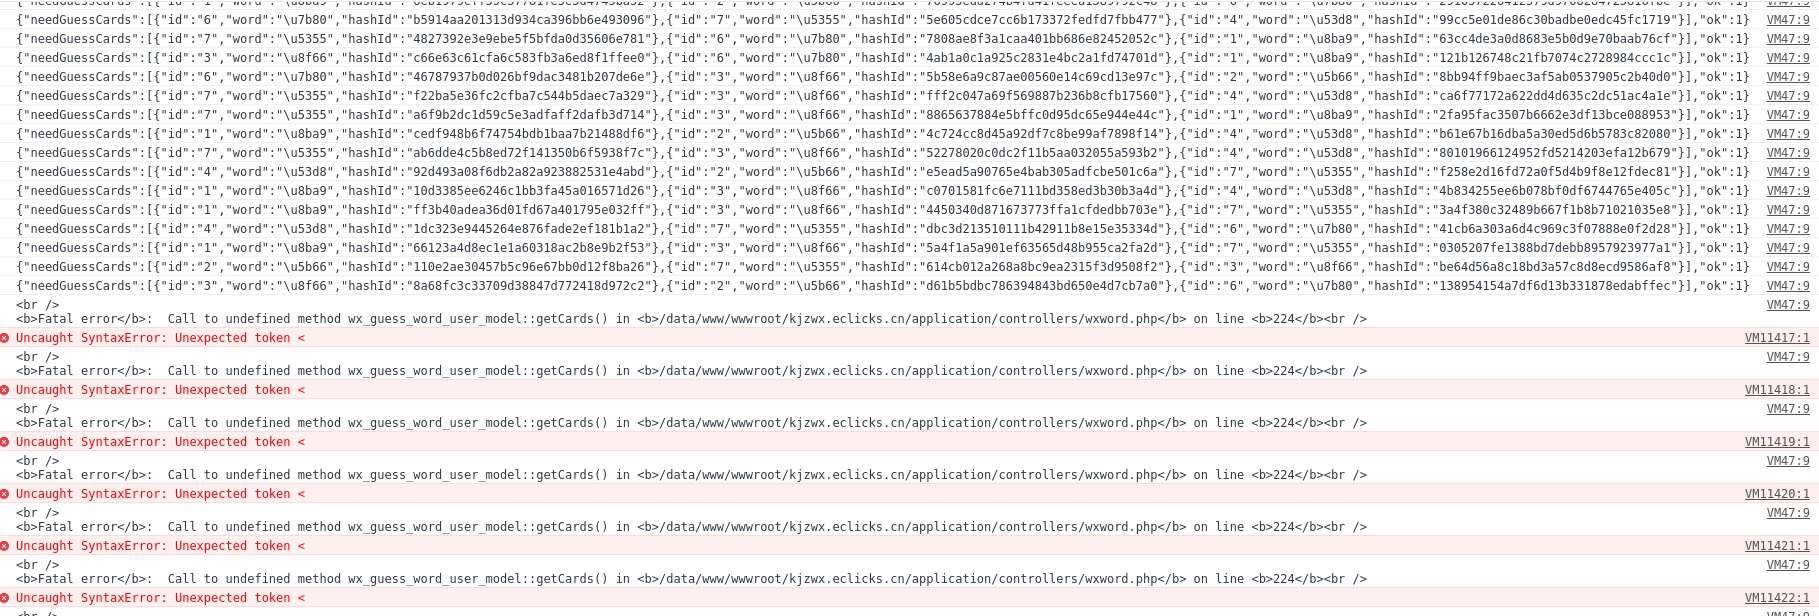 {"needGuessCards":[{"id":"6","word":"\u7b80","hashId":"b5914aa201313d934ca396bb6e493096"},{"id":"7","word":"\u5355","hashId":"5e605cdce7cc6b173372fedfd7fbb477"},{"id":"4","word":"\u53d8","hashId":"99cc5e01de86c30badbe0edc45fc1719"}],"ok":1} VM47:9
{"needGuessCards":[{"id":"7","word":"\u5355","hashId":"4827392e3e9ebe5f5bfda0d35606e781"},{"id":"6","word":"\u7b80","hashId":"7808ae8f3a1caa401bb686e82452052c"},{"id":"1","word":"\u8ba9","hashId":"63cc4de3a0d8683e5b0d9e70baab76cf"}],"ok":1} VM47:9
{"needGuessCards":[{"id":"3","word":"\u8f66","hashId":"c66e63c61cfa6c583fb3a6ed8f1ffee0"},{"id":"6","word":"\u7b80","hashId":"4ab1a0c1a925c2831e4bc2a1fd74701d"},{"id":"1","word":"\u8ba9","hashId":"121b126748c21fb7074c2728984ccc1c"}],"ok":1} VM47:9
{"needGuessCards":[{"id":"6","word":"\u7b80","hashId":"46787937b0d026bf9dac3481b207de6e"},{"id":"3","word":"\u8f66","hashId":"5b58e6a9c87ae00560e14c69cd13e97c"},{"id":"2","word":"\u5b66","hashId":"8bb94ff9baec3af5ab0537905c2b40d0"}],"ok":1} VM47:9
{"needGuessCards":[{"id":"7","word":"\u5355","hashId":"f22ba5e36fc2cfba7c544b5daec7a329"},{"id":"3","word":"\u8f66","hashId":"fff2c047a69f569887b236b8cfb17560"},{"id":"4","word":"\u53d8","hashId":"ca6f77172a622dd4d635c2dc51ac4a1e"}],"ok":1} VM47:9
{"needGuessCards":[{"id":"7","word":"\u5355","hashId":"a6f9b2dc1d59c5e3adfaff2dafb3d714"},{"id":"3","word":"\u8f66","hashId":"8865637884e5bffc0d95dc65e944e44c"},{"id":"1","word":"\u8ba9","hashId":"2fa95fac3507b6662e3df13bce088953"}],"ok":1} VM47:9
{"needGuessCards":[{"id":"1","word":"\u8ba9","hashId":"cedf948b6f74754bdb1baa7b21488df6"},{"id":"2","word":"\u5b66","hashId":"4c724cc8d45a92df7c8be99af7898f14"},{"id":"4","word":"\u53d8","hashId":"b61e67b16dba5a30ed5d6b5783c82080"}],"ok":1} VM47:9
{"needGuessCards":[{"id":"7","word":"\u5355","hashId":"ab6dde4c5b8ed72f141350b6f5938f7c"},{"id":"3","word":"\u8f66","hashId":"52278020c0dc2f11b5aa032055a593b2"},{"id":"4","word":"\u53d8","hashId":"80101966124952fd5214203efa12b679"}],"ok":1} VM47:9
{"needGuessCards":[{"id":"4","word":"\u53d8","hashId":"92d493a08f6db2a82a923882531e4abd"},{"id":"2","word":"\u5b66","hashId":"e5ead5a90765e4bab305adfcbe501c6a"},{"id":"7","word":"\u5355","hashId":"f258e2d16fd72a0f5d4b9f8e12fdec81"}],"ok":1} VM47:9
{"needGuessCards":[{"id":"1","word":"\u8ba9","hashId":"10d3385ee6246c1bb3fa45a016571d26"},{"id":"3","word":"\u8f66","hashId":"c0701581fc6e7111bd358ed3b30b3a4d"},{"id":"4","word":"\u53d8","hashId":"4b834255ee6b078bf0df6744765e405c"}],"ok":1} VM47:9
{"needGuessCards":[{"id":"1","word":"\u8ba9","hashId":"ff3b40adea36d01fd67a401795e032ff"},{"id":"3","word":"\u8f66","hashId":"4450340d871673773ffa1cfdedbb703e"},{"id":"7","word":"\u5355","hashId":"3a4f380c32489b667f1b8b71021035e8"}],"ok":1} VM47:9
{"needGuessCards":[{"id":"4","word":"\u53d8","hashId":"1dc323e9445264e876fade2ef181b1a2"},{"id":"7","word":"\u5355","hashId":"dbc3d213510111b42911b8e15e35334d"},{"id":"6","word":"\u7b80","hashId":"41cb6a303a6d4c969c3f07888e0f2d28"}],"ok":1} VM47:9
{"needGuessCards":[{"id":"1","word":"\u8ba9","hashId":"66123a4d8ec1e1a60318ac2b8e9b2f53"},{"id":"3","word":"\u8f66","hashId":"5a4f1a5a901ef63565d48b955ca2fa2d"},{"id":"7","word":"\u5355","hashId":"0305207fe1388bd7debb8957923977a1"}],"ok":1} VM47:9
{"needGuessCards":[{"id":"2","word":"\u5b66","hashId":"110e2ae30457b5c96e67bb0d12f8ba26"},{"id":"7","word":"\u5355","hashId":"614cb012a268a8bc9ea2315f3d9508f2"},{"id":"3","word":"\u8f66","hashId":"be64d56a8c18bd3a57c8d8ecd9586af8"}],"ok":1} VM47:9
{"needGuessCards":[{"id":"3","word":"\u8f66","hashId":"8a68fc3c33709d38847d772418d972c2"},{"id":"2","word":"\u5b66","hashId":"d61b5bdbc786394843bd650e4d7cb7a0"},{"id":"6","word":"\u7b80","hashId":"138954154a7df6d13b331878edabffec"}],"ok":1} VM47:9
<br /> VM47:9
<b>Fatal error</b>:  Call to undefined method wx_guess_word_user_model::getCards() in <b>/data/www/wwwroot/kjzwx.eclicks.cn/application/controllers/wxword.php</b> on line <b>224</b><br />
Uncaught SyntaxError: Unexpected token < VM11417:1
<br /> VM47:9
<b>Fatal error</b>:  Call to undefined method wx_guess_word_user_model::getCards() in <b>/data/www/wwwroot/kjzwx.eclicks.cn/application/controllers/wxword.php</b> on line <b>224</b><br />
Uncaught SyntaxError: Unexpected token < VM11418:1
<br /> VM47:9
<b>Fatal error</b>:  Call to undefined method wx_guess_word_user_model::getCards() in <b>/data/www/wwwroot/kjzwx.eclicks.cn/application/controllers/wxword.php</b> on line <b>224</b><br />
Uncaught SyntaxError: Unexpected token < VM11419:1
<br /> VM47:9
<b>Fatal error</b>:  Call to undefined method wx_guess_word_user_model::getCards() in <b>/data/www/wwwroot/kjzwx.eclicks.cn/application/controllers/wxword.php</b> on line <b>224</b><br />
Uncaught SyntaxError: Unexpected token < VM11420:1
<br /> VM47:9
<b>Fatal error</b>:  Call to undefined method wx_guess_word_user_model::getCards() in <b>/data/www/wwwroot/kjzwx.eclicks.cn/application/controllers/wxword.php</b> on line <b>224</b><br />
Uncaught SyntaxError: Unexpected token < VM11421:1
<br /> VM47:9
<b>Fatal error</b>:  Call to undefined method wx_guess_word_user_model::getCards() in <b>/data/www/wwwroot/kjzwx.eclicks.cn/application/controllers/wxword.php</b> on line <b>224</b><br />
Uncaught SyntaxError: Unexpected token < VM11422:1